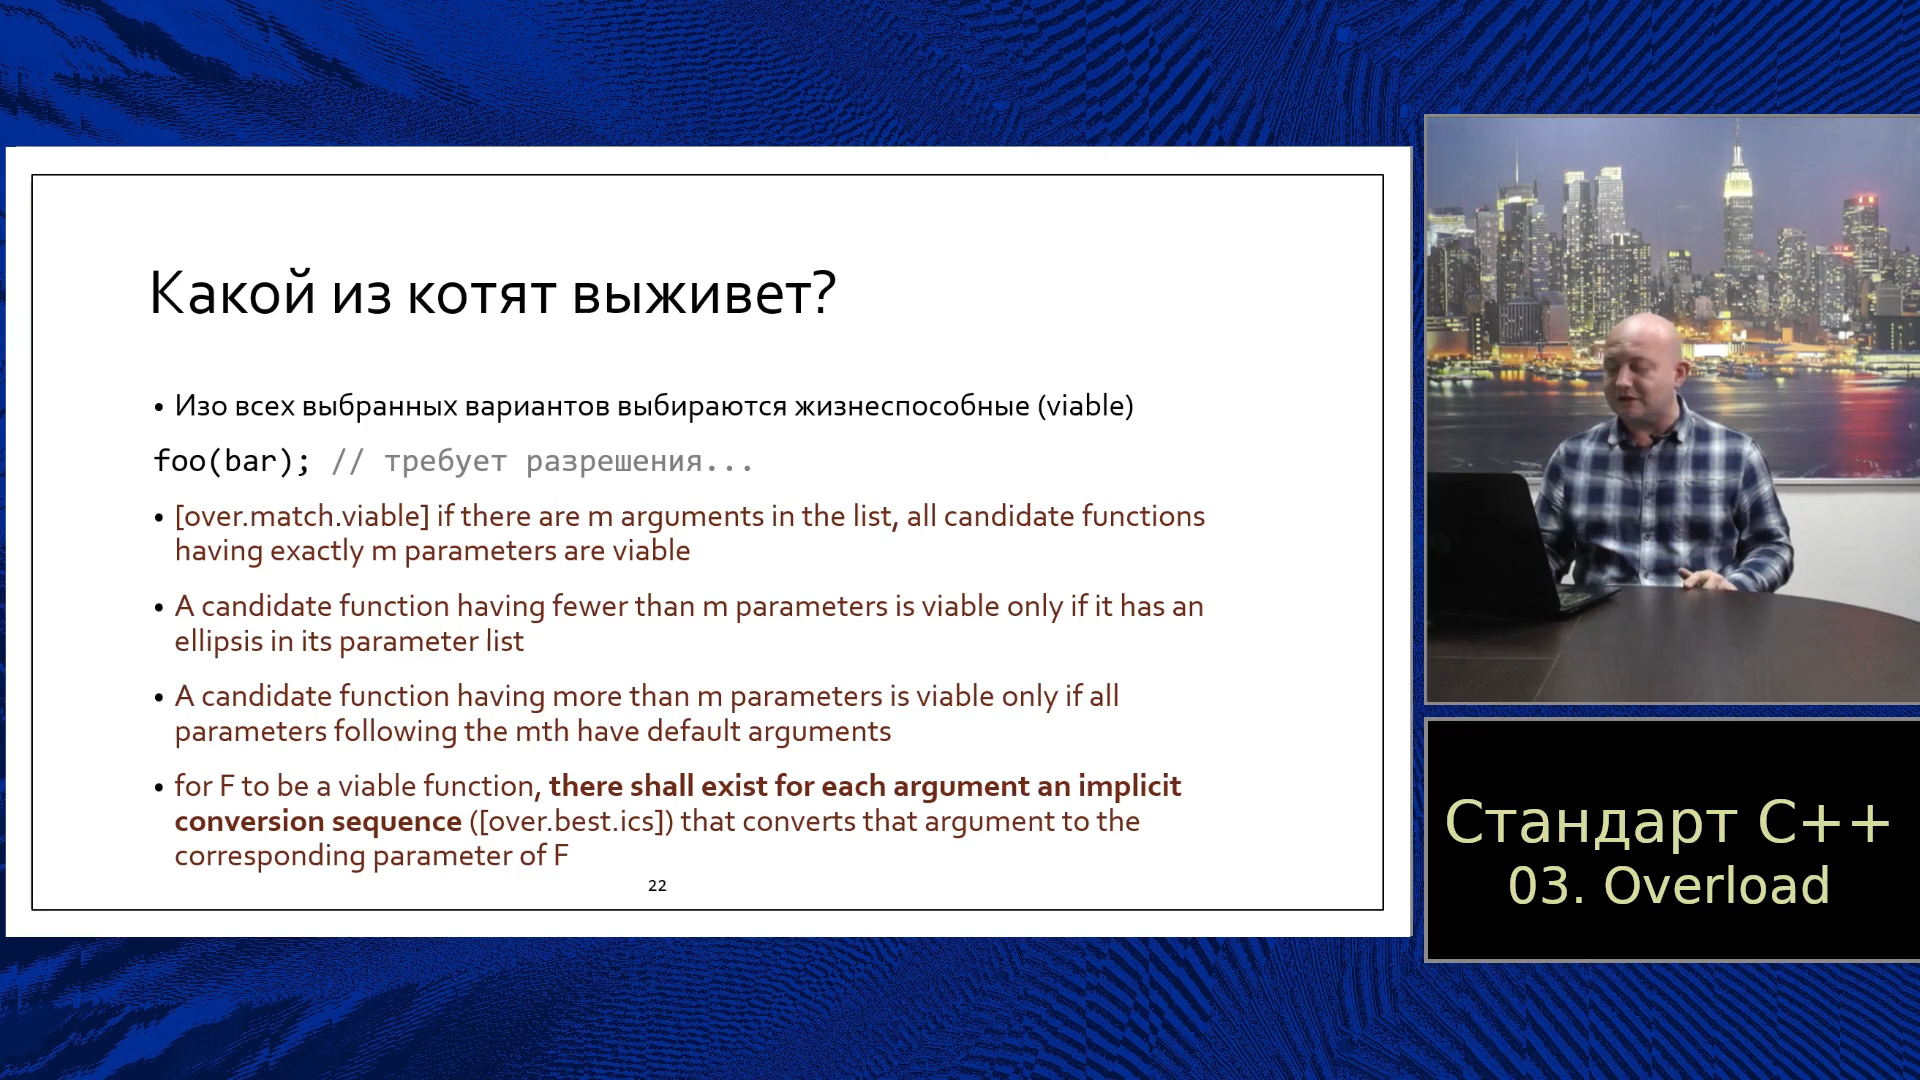 Какой из котят выживет?
• Изо всех выбранных вариантов выбираются жизнеспособные (viable)
foo(bar); // требует разрешения...
• [over.match.viable] if there are m arguments in the list, all candidate functions
having exactly m parameters are viable
• A candidate function having fewer than m parameters is viable only if it has an
ellipsis in its parameter list
• A candidate function having more than m parameters is viable only if all
parameters following the mth have default arguments
• for F to be a viable function, there shall exist for each argument an implicit
conversion sequence ([over.best.ics]) that converts that argument to the
corresponding parameter of F
22
Стандарт C++
03. Overload